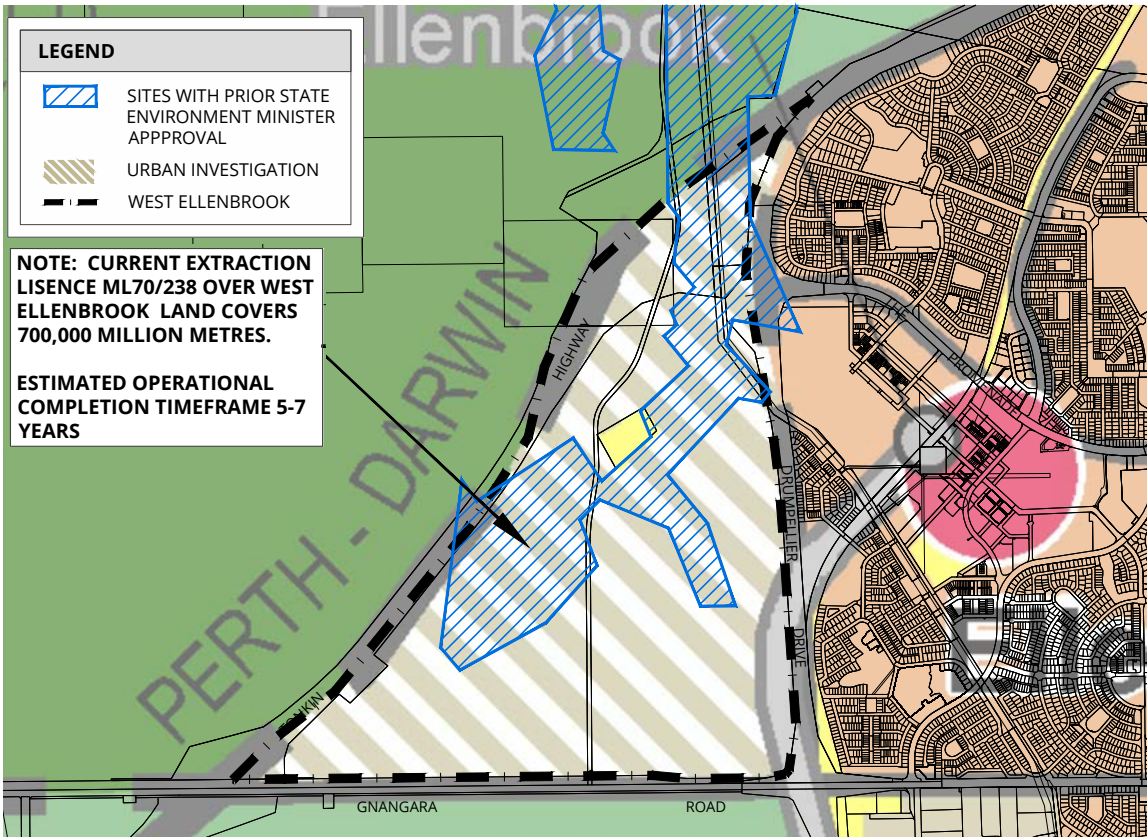 Ellenbrook
LEGEND
SITES WITH PRIOR STATE
ENVIRONMENT MINISTER
APPPROVAL
URBAN INVESTIGATION
WEST ELLENBROOK
NOTE: CURRENT EXTRACTION
LISENCE ML70/238 OVER WEST
ELLENBROOK LAND COVERS
700,000 MILLION METRES.
ESTIMATED OPERATIONAL
COMPLETION TIMEFRAME 5-7
YEARS
PERTH - DARWIN
HIGHWAY
TONKIN
DRUMPELLIER
DRIVE
GNANGARA
ROAD